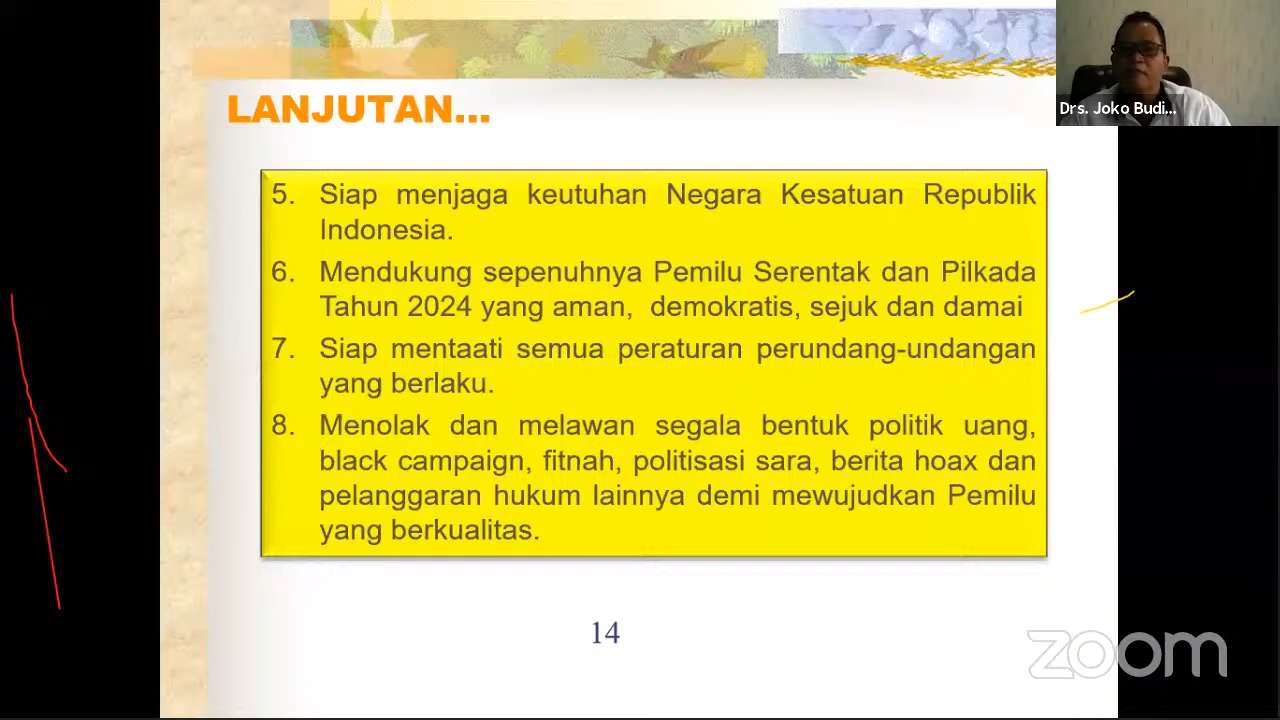 LANJUTAN...
Drs. Joko Budi...
5. Siap menjaga keutuhan Negara Kesatuan Republik
Indonesia.
6. Mendukung sepenuhnya Pemilu Serentak dan Pilkada
Tahun 2024 yang aman, demokratis, sejuk dan damai
7. Siap mentaati semua peraturan perundang-undangan
yang berlaku.
8. Menolak dan melawan segala bentuk politik uang,
black campaign, fitnah, politisasi sara, berita hoax dan
pelanggaran hukum lainnya demi mewujudkan Pemilu
yang berkualitas.
14
zoom